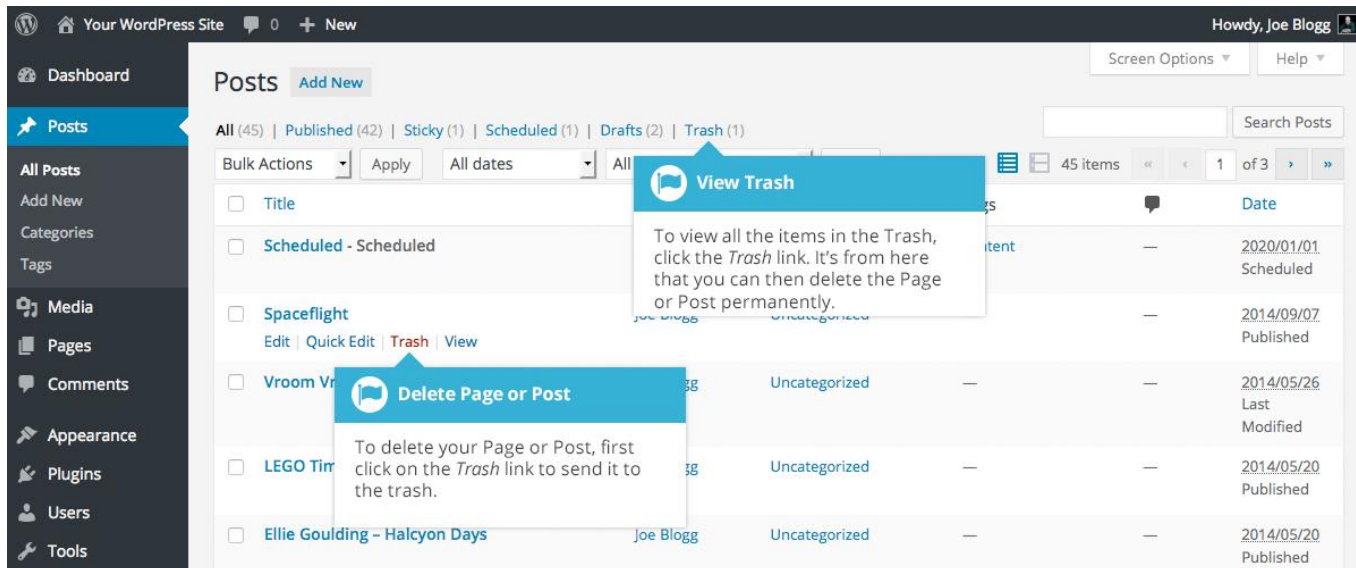 Your WordPress Site 0 + New Howdy, Joe Blogg
Screen Options Help
Dashboard
Posts Add New
Posts
All (45) | Published (42) | Sticky (1) | Scheduled (1) | Drafts (2) | Trash (1) Search Posts
All Posts
Bulk Actions Apply All dates All 45 items « ‹ 1 of 3 › »
View Trash
Add New
Title Date
Categories
To view all the items in the Trash,
click the Trash link. It's from here
that you can then delete the Page
or Post permanently.
Scheduled - Scheduled — 2020/01/01
Scheduled
Tags
Media
Spaceflight — 2014/09/07
Published
Edit | Quick Edit | Trash | View
Pages
Comments
Delete Page or Post
Uncategorized — — 2014/05/26
Last
Modified
Appearance
To delete your Page or Post, first
click on the Trash link to send it to
the trash.
LEGO Uncategorized — — 2014/05/20
Published
Plugins
Users
Ellie Goulding – Halcyon Days Joe Blogg Uncategorized — — 2014/05/20
Published
Tools